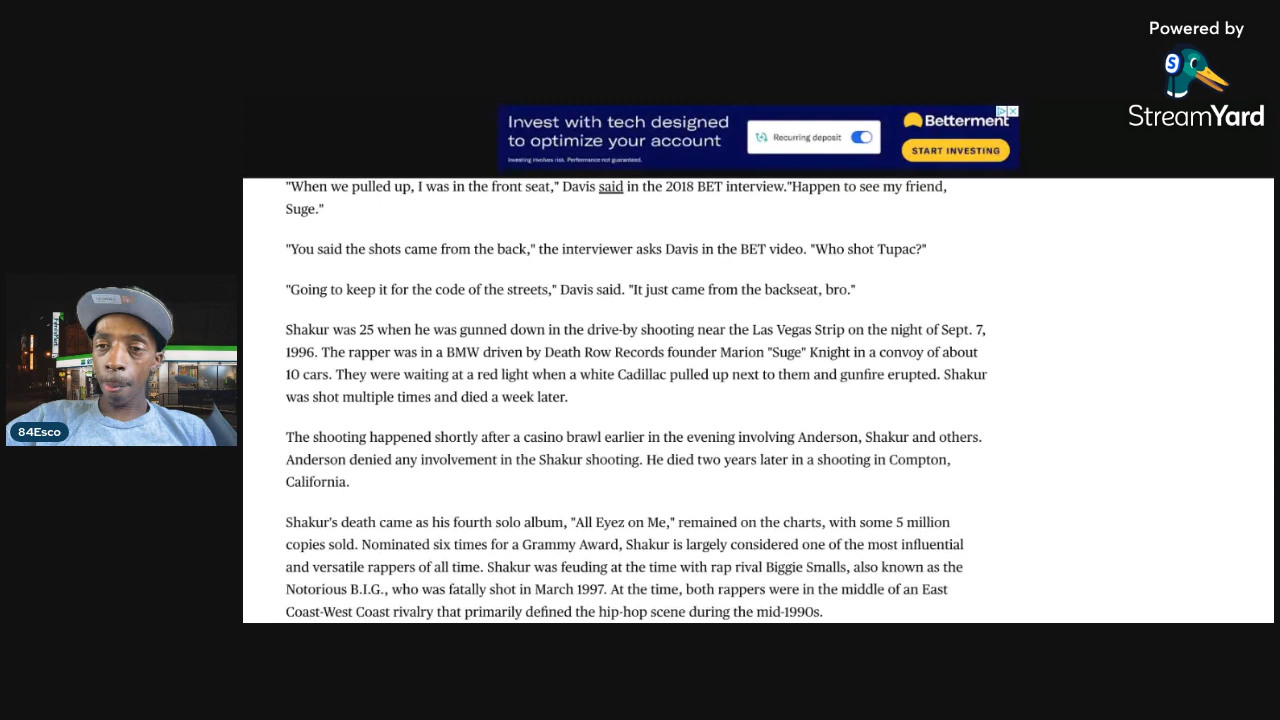 Powered by
StreamYard
Invest with tech designed
to optimize your account
Investing involves risk. Performance not guaranteed.
Recurring deposit
Betterment
START INVESTING
"When we pulled up, I was in the front seat," Davis said in the 2018 BET interview."Happen to see my friend,
Suge."
"You said the shots came from the back," the interviewer asks Davis in the BET video. "Who shot Tupac?"
"Going to keep it for the code of the streets," Davis said. "It just came from the backseat, bro."
Shakur was 25 when he was gunned down in the drive-by shooting near the Las Vegas Strip on the night of Sept. 7,
1996. The rapper was in a BMW driven by Death Row Records founder Marion "Suge" Knight in a convoy of about
10 cars. They were waiting at a red light when a white Cadillac pulled up next to them and gunfire erupted. Shakur
was shot multiple times and died a week later.
The shooting happened shortly after a casino brawl earlier in the evening involving Anderson, Shakur and others.
Anderson denied any involvement in the Shakur shooting. He died two years later in a shooting in Compton,
California.
Shakur's death came as his fourth solo album, "All Eyez on Me," remained on the charts, with some 5 million
copies sold. Nominated six times for a Grammy Award, Shakur is largely considered one of the most influential
and versatile rappers of all time. Shakur was feuding at the time with rap rival Biggie Smalls, also known as the
Notorious B.I.G., who was fatally shot in March 1997. At the time, both rappers were in the middle of an East
Coast-West Coast rivalry that primarily defined the hip-hop scene during the mid-1990s.
84Esco